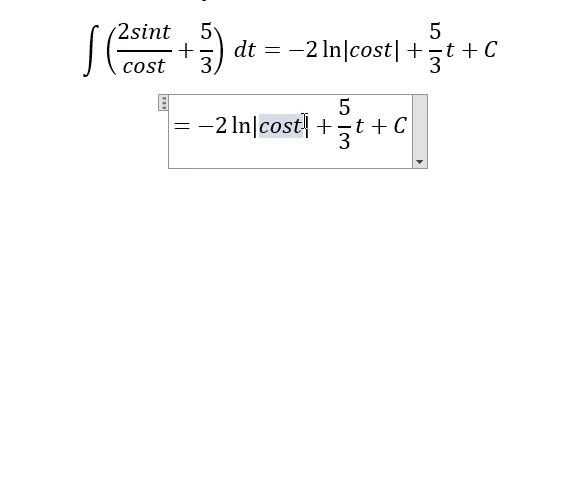 ∫ (2sint/cost + 5/3) dt = −2 ln|cost| + 5/3 t + C
= −2 ln|cost| + 5/3 t + C